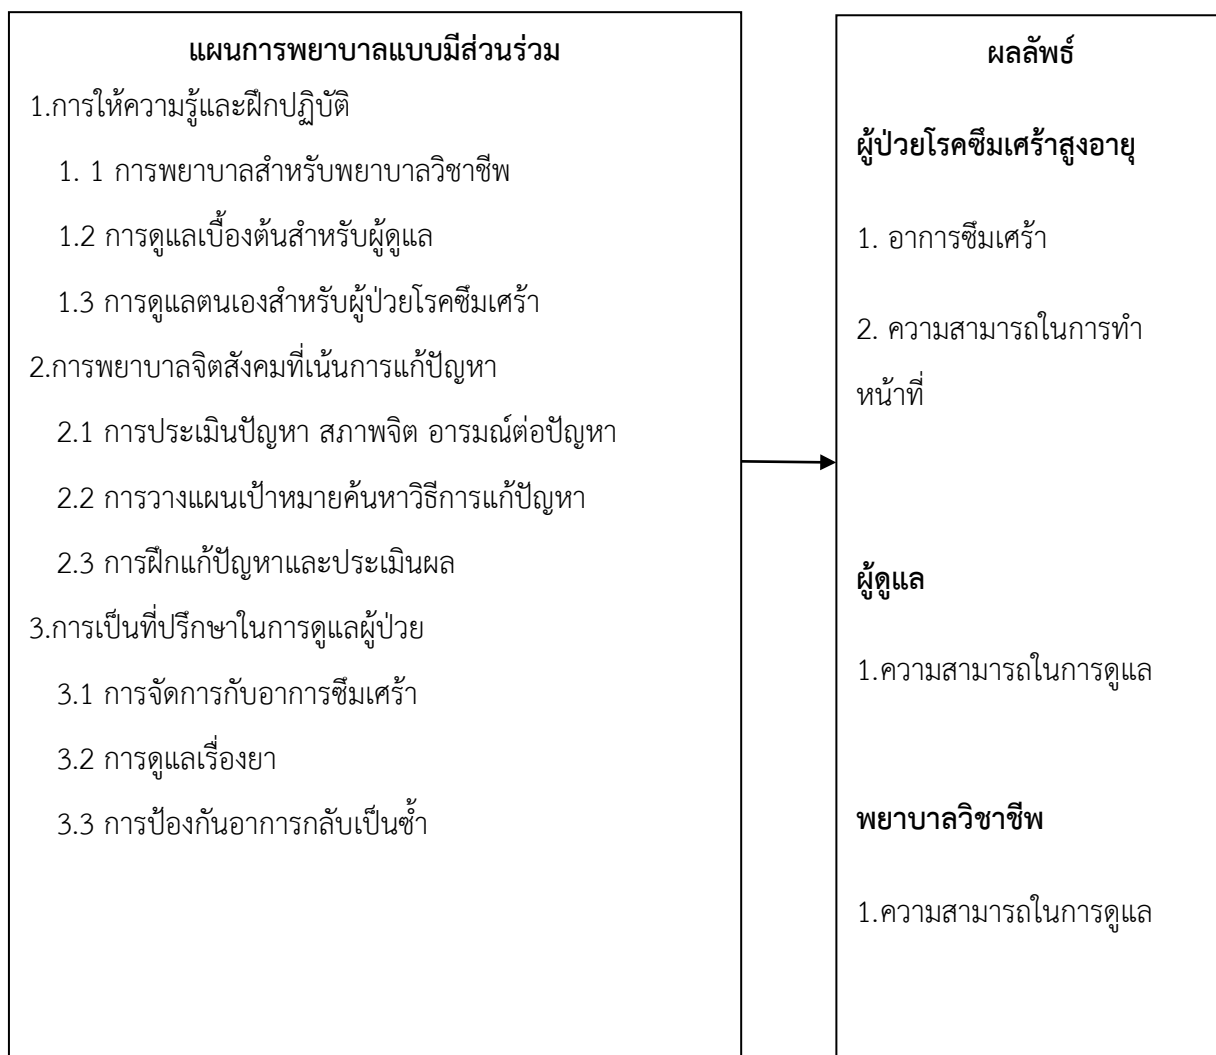 แผนการพยาบาลแบบมีส่วนร่วม
1.การให้ความรู้และฝึกปฏิบัติ
1. 1 การพยาบาลสำหรับพยาบาลวิชาชีพ
1.2 การดูแลเบื้องต้นสำหรับผู้ดูแล
1.3 การดูแลตนเองสำหรับผู้ป่วยโรคซึมเศร้า
2.การพยาบาลจิตสังคมที่เน้นการแก้ปัญหา
2.1 การประเมินปัญหา สภาพจิต อารมณ์ต่อปัญหา
2.2 การวางแผนเป้าหมายค้นหาวิธีการแก้ปัญหา
2.3 การฝึกแก้ปัญหาและประเมินผล
3.การเป็นที่ปรึกษาในการดูแลผู้ป่วย
3.1 การจัดการกับอาการซึมเศร้า
3.2 การดูแลเรื่องยา
3.3 การป้องกันอาการกลับเป็นซ้ำ
ผลลัพธ์
ผู้ป่วยโรคซึมเศร้าสูงอายุ
1. อาการซึมเศร้า
2. ความสามารถในการทำ
หน้าที่
ผู้ดูแล
1.ความสามารถในการดูแล
พยาบาลวิชาชีพ
1.ความสามารถในการดูแล